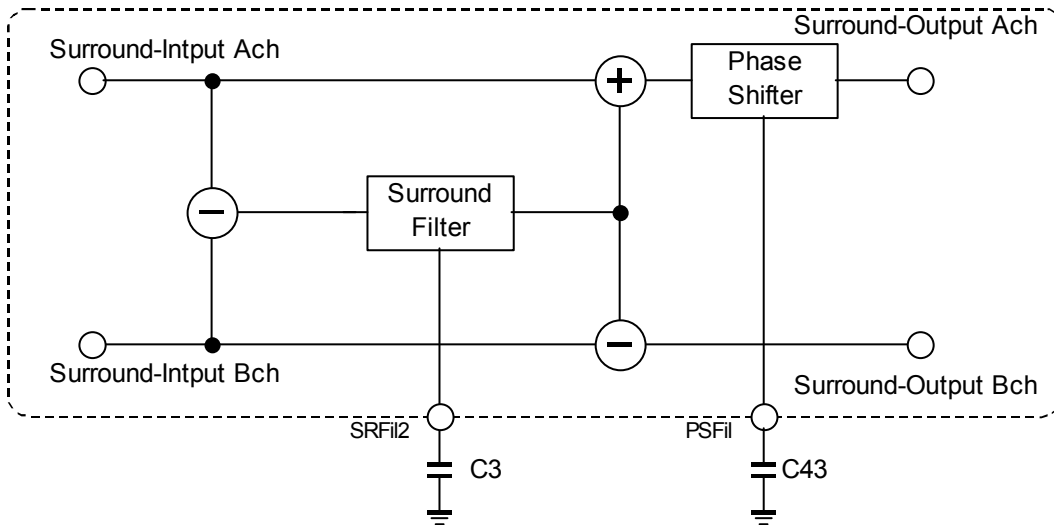 Surround-Output Ach
Surround-Intput Ach
Phase
Shifter
+
−
Surround
Filter
−
Surround-Intput Bch
Surround-Output Bch
SRFil2
PSFil
C3
C43